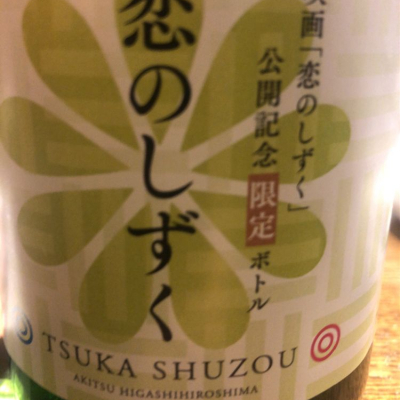 映画「恋のしずく」
公開記念 限定 ボトル
恋のしずく
TSUKA SHUZOU
AKITSU HIGASHIHIROSHIMA